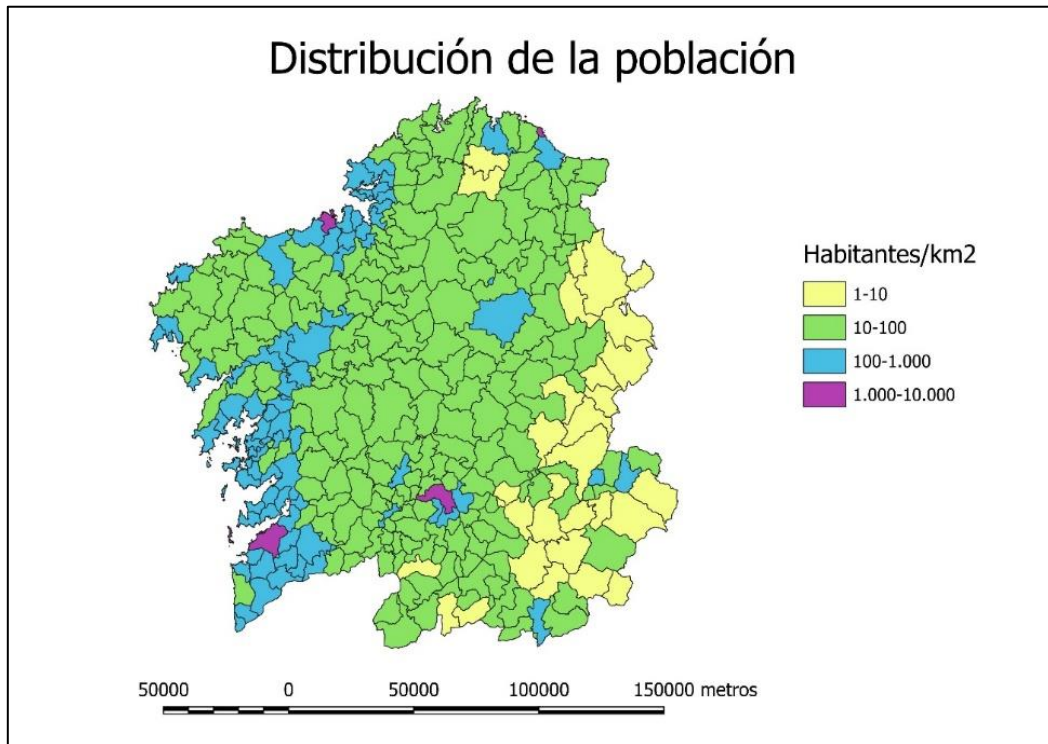 Distribución de la población
Habitantes/km2
1-10
10-100
100-1.000
1.000-10.000
50000 0 50000 100000 150000 metros